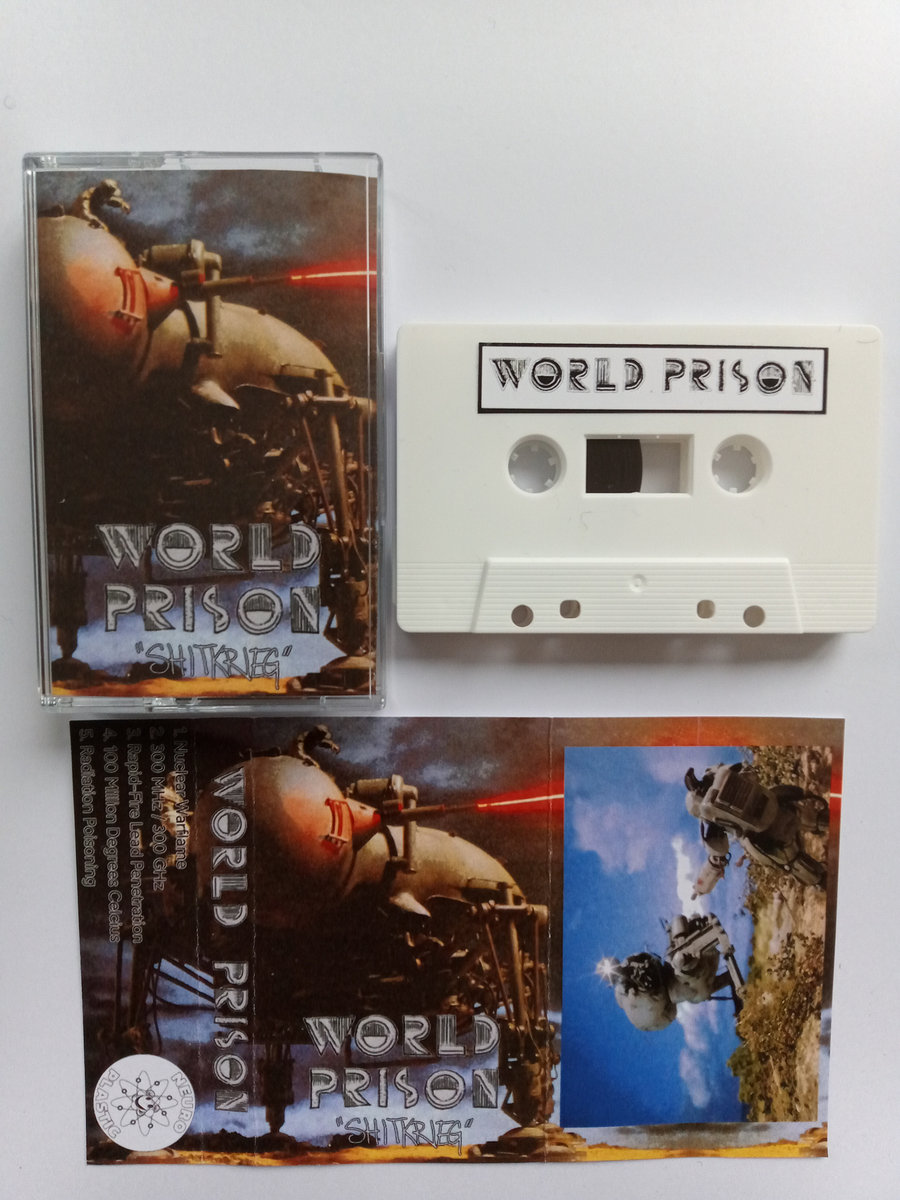 WORLD
PRISON
"SHITKRIEG"
WORLD PRISON
1. Nuclear Warflame
2. 300 MHz / 300 GHz
3. Rapid-Fire Lead Penetration
4. 100 Million Degrees Celcius
5. Radiation Poisoning
NEURO
PLASTIC
WORLD PRISON
WORLD
PRISON
"SHITKRIEG"